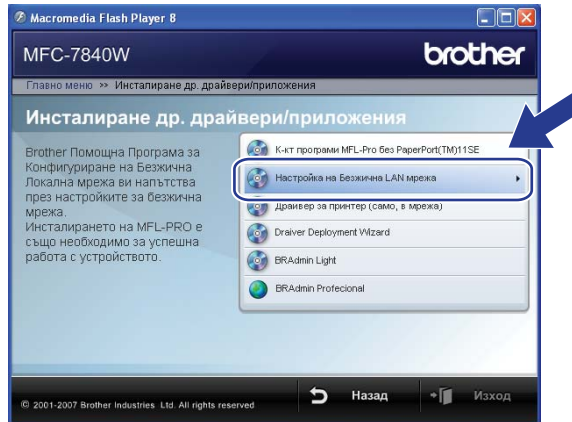 Macromedia Flash Player 8
MFC-7840W
brother
Главно меню >> Инсталиране др. драйвери/приложения
Инсталиране др. драйвери/приложения
Brother Помощна Програма за
Конфигуриране на Безжична
Локална мрежа ви напътства
през настройките за безжична
мрежа.
Инсталирането на MFL-PRO е
също необходимо за успешна
работа с устройството.
К-кт програми MFL-Pro без PaperPort(TM)11SE
Настройка на Безжична LAN мрежа
Драйвер за принтер (само, в мрежа)
Draiver Deployment Wizard
BRAdmin Light
BRAdmin Profecional
© 2001-2007 Brother Industries Ltd. All rights reserved
Назад
Изход